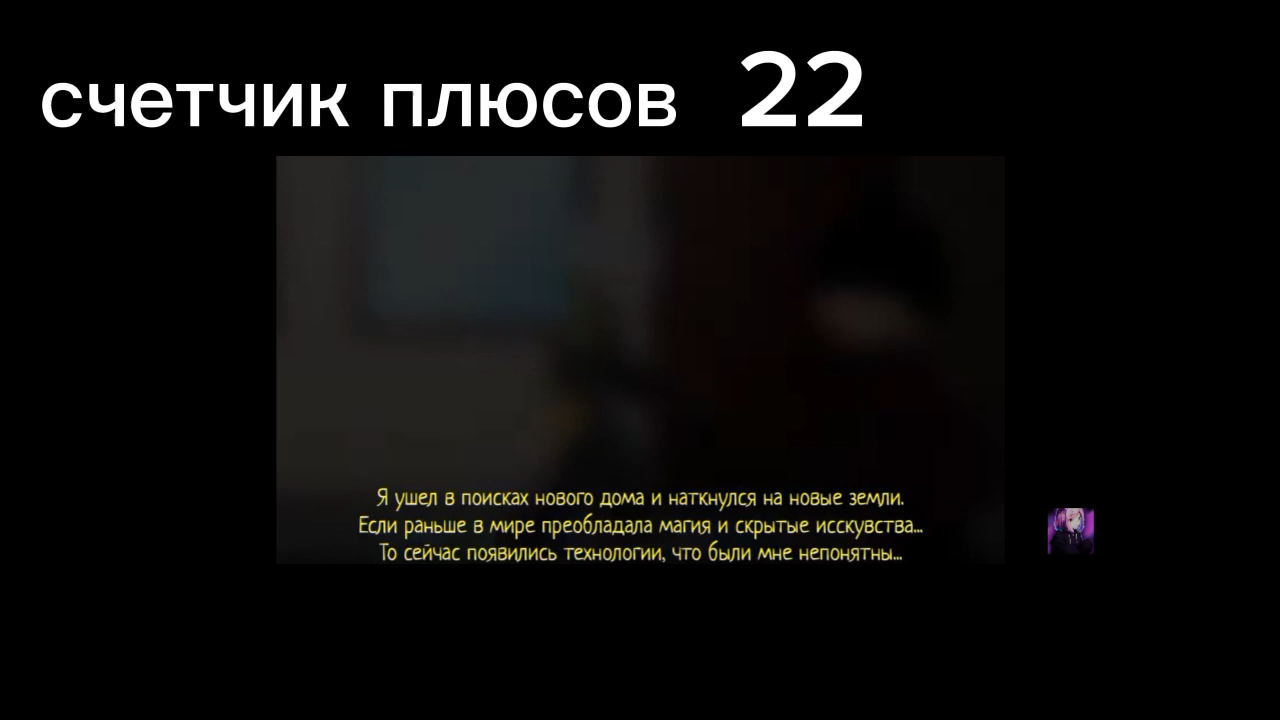 счетчик плюсов 22
Я ушел в поисках нового дома и наткнулся на новые земли.
Если раньше в мире преобладала магия и скрытые исскувства...
То сейчас появились технологии, что были мне непонятны...